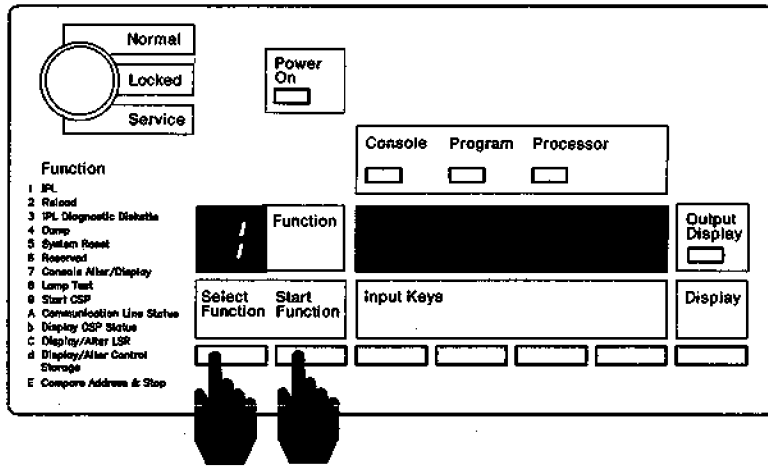 Normal
Locked
Service
Power
On
Console Program Processor
Function
1 IPL
2 Reload
3 IPL Diagnostic Diskette
4 Dump
5 System Reset
6 Reserved
7 Console Alter/Display
8 Lamp Test
9 Start CSP
A Communication Line Status
b Display CSP Status
C Display/Alter LSR
d Display/Alter Control
Storage
E Compare Address & Stop
1
Function
Output
Display
Select
Function
Start
Function
Input Keys
Display